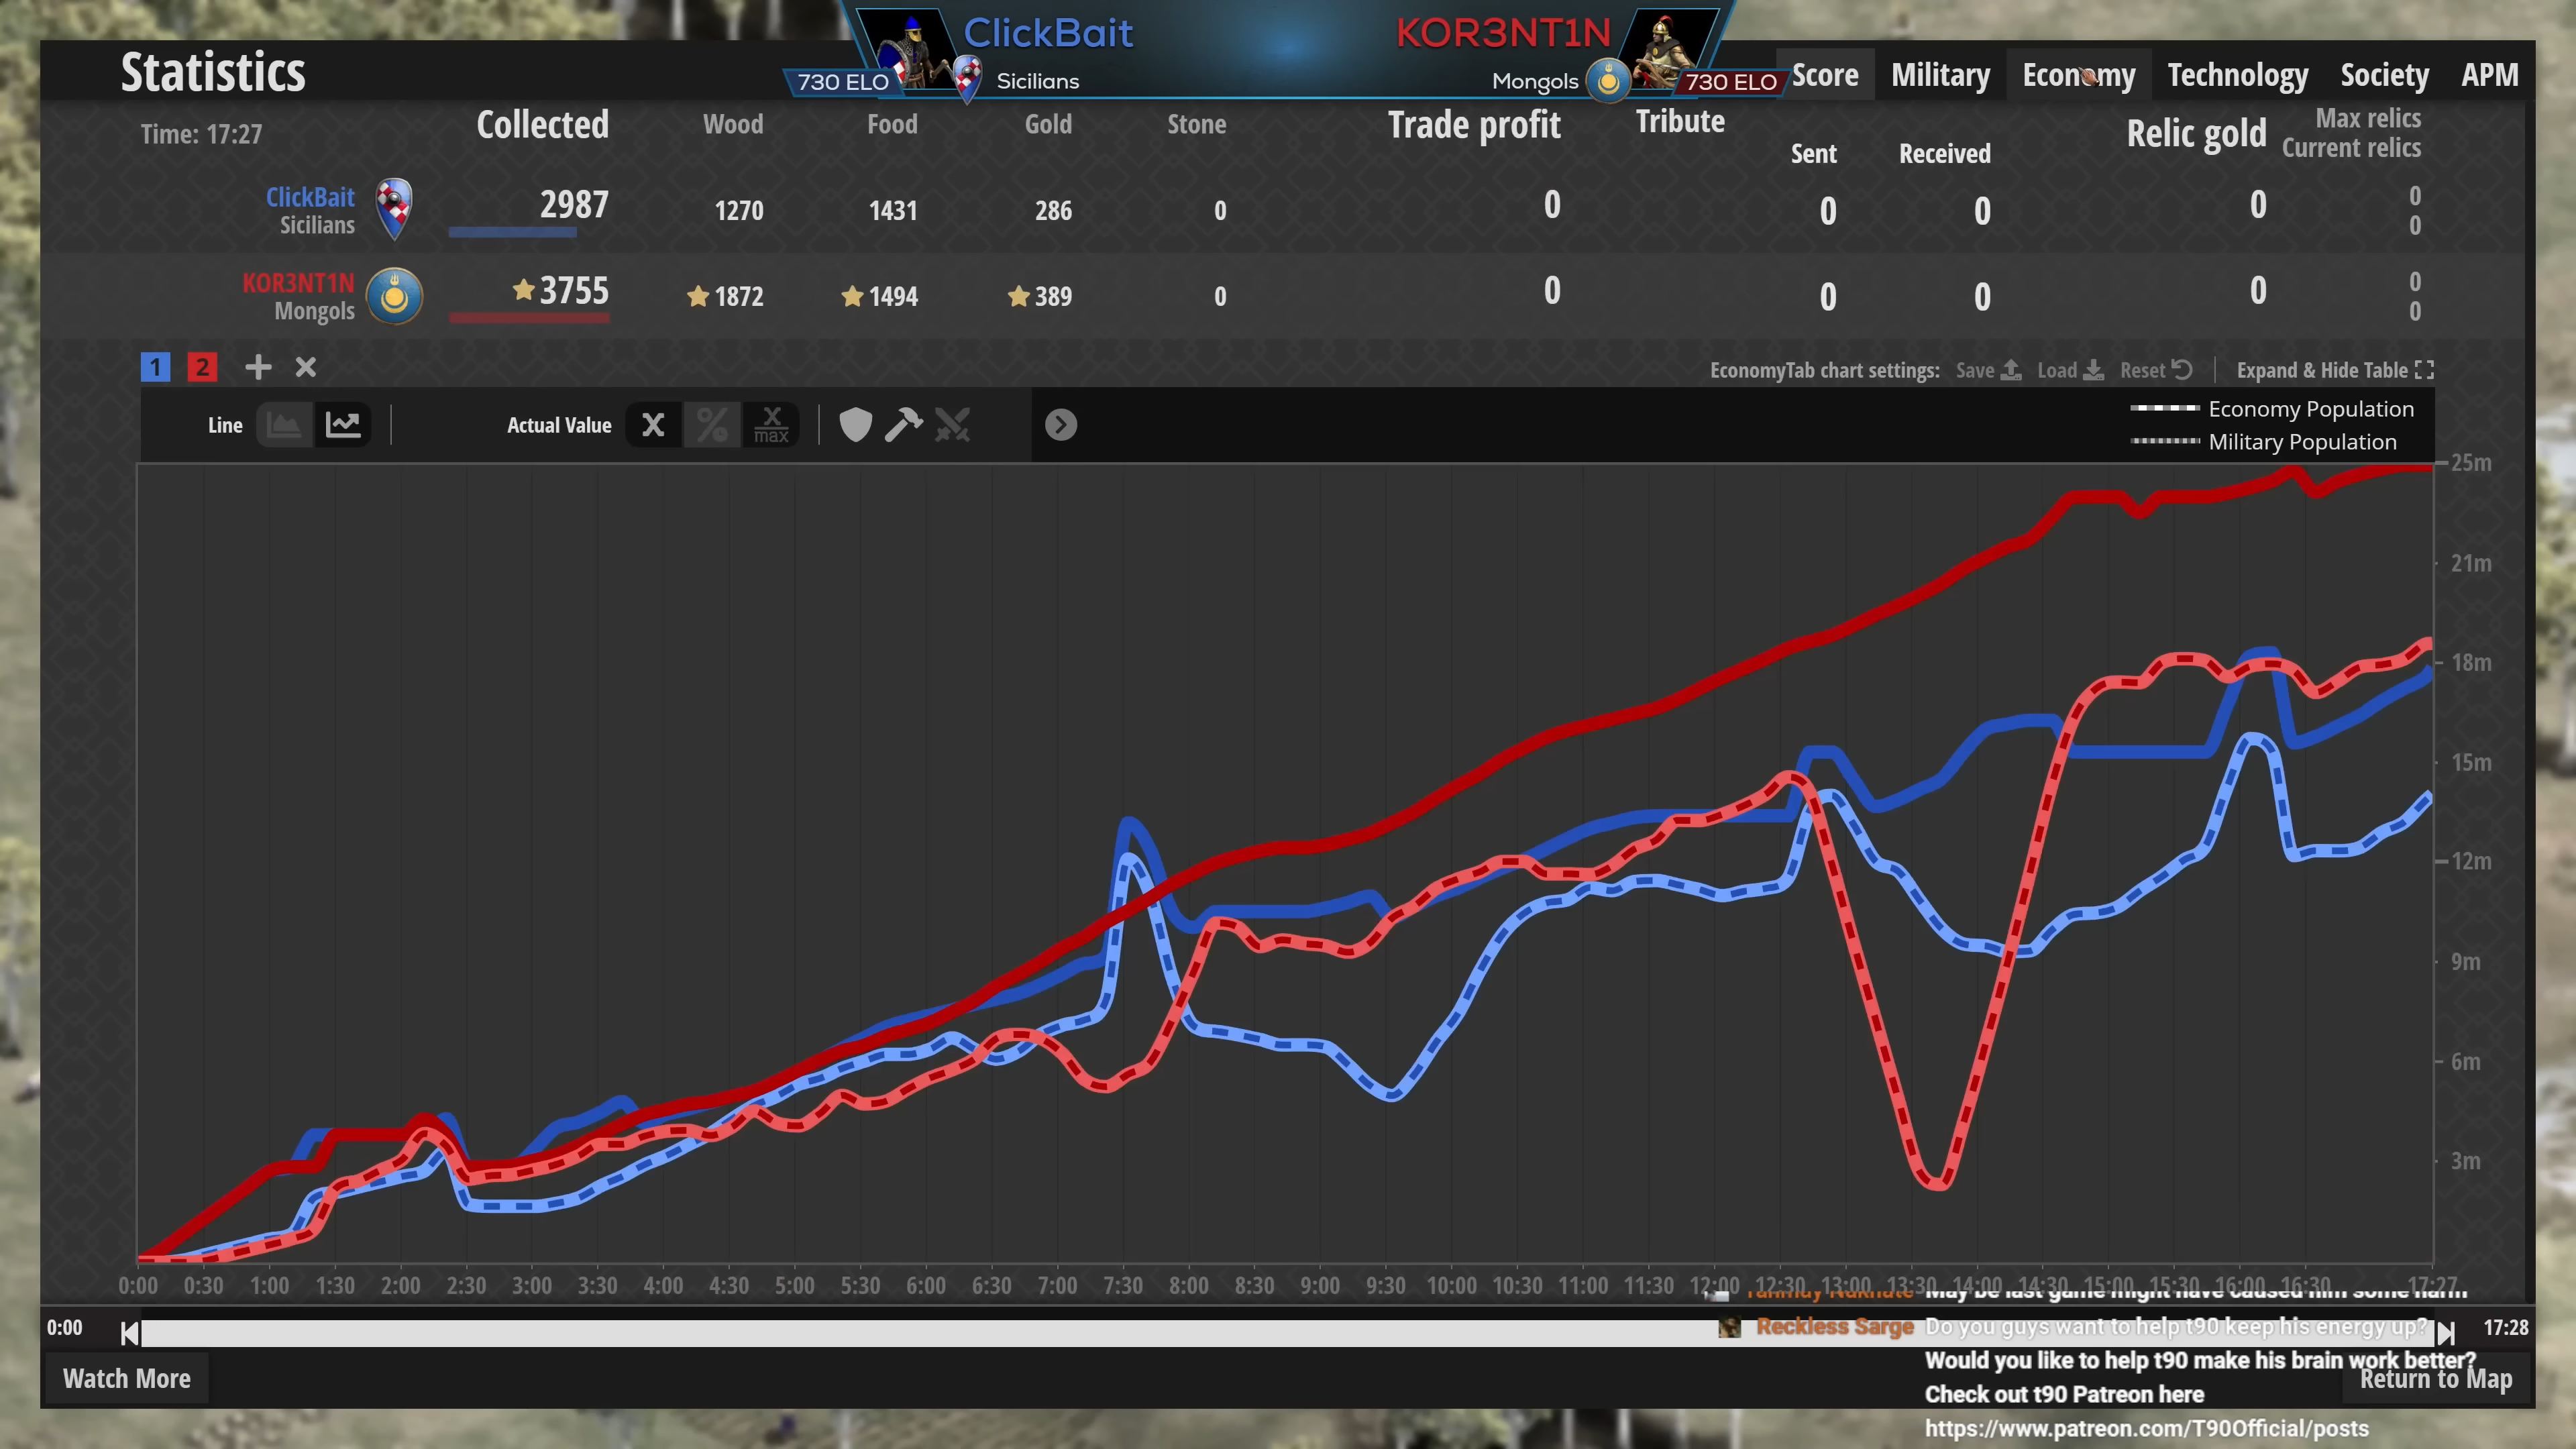 ClickBait
KOR3NT1N
730 ELO
Sicilians
Mongols
730 ELO
Statistics
Score Military Economy Technology Society APM
Time: 17:27
Collected Wood Food Gold Stone Trade profit Tribute Sent Received Relic gold Max relics
Current relics
ClickBait
Sicilians
2987 1270 1431 286 0 0 0 0 0 0
0
KOR3NT1N
Mongols
3755 1872 1494 389 0 0 0 0 0 0
0
1 2
EconomyTab chart settings: Save Load Reset Expand & Hide Table
Line Actual Value X % X
max
Economy Population
Military Population
25m
21m
18m
15m
12m
9m
6m
3m
0:00 0:30 1:00 1:30 2:00 2:30 3:00 3:30 4:00 4:30 5:00 5:30 6:00 6:30 7:00 7:30 8:00 8:30 9:00 9:30 10:00 10:30 11:00 11:30 12:00 12:30 13:00 13:30 14:00 14:30 15:00 15:30 16:00 16:30 17:27
May be last game might have caused him some harm
0:00
Reckless Sarge Do you guys want to help t90 keep his energy up?
17:28
Would you like to help t90 make his brain work better?
Watch More
Return to Map
Check out t90 Patreon here
https://www.patreon.com/T90Official/posts